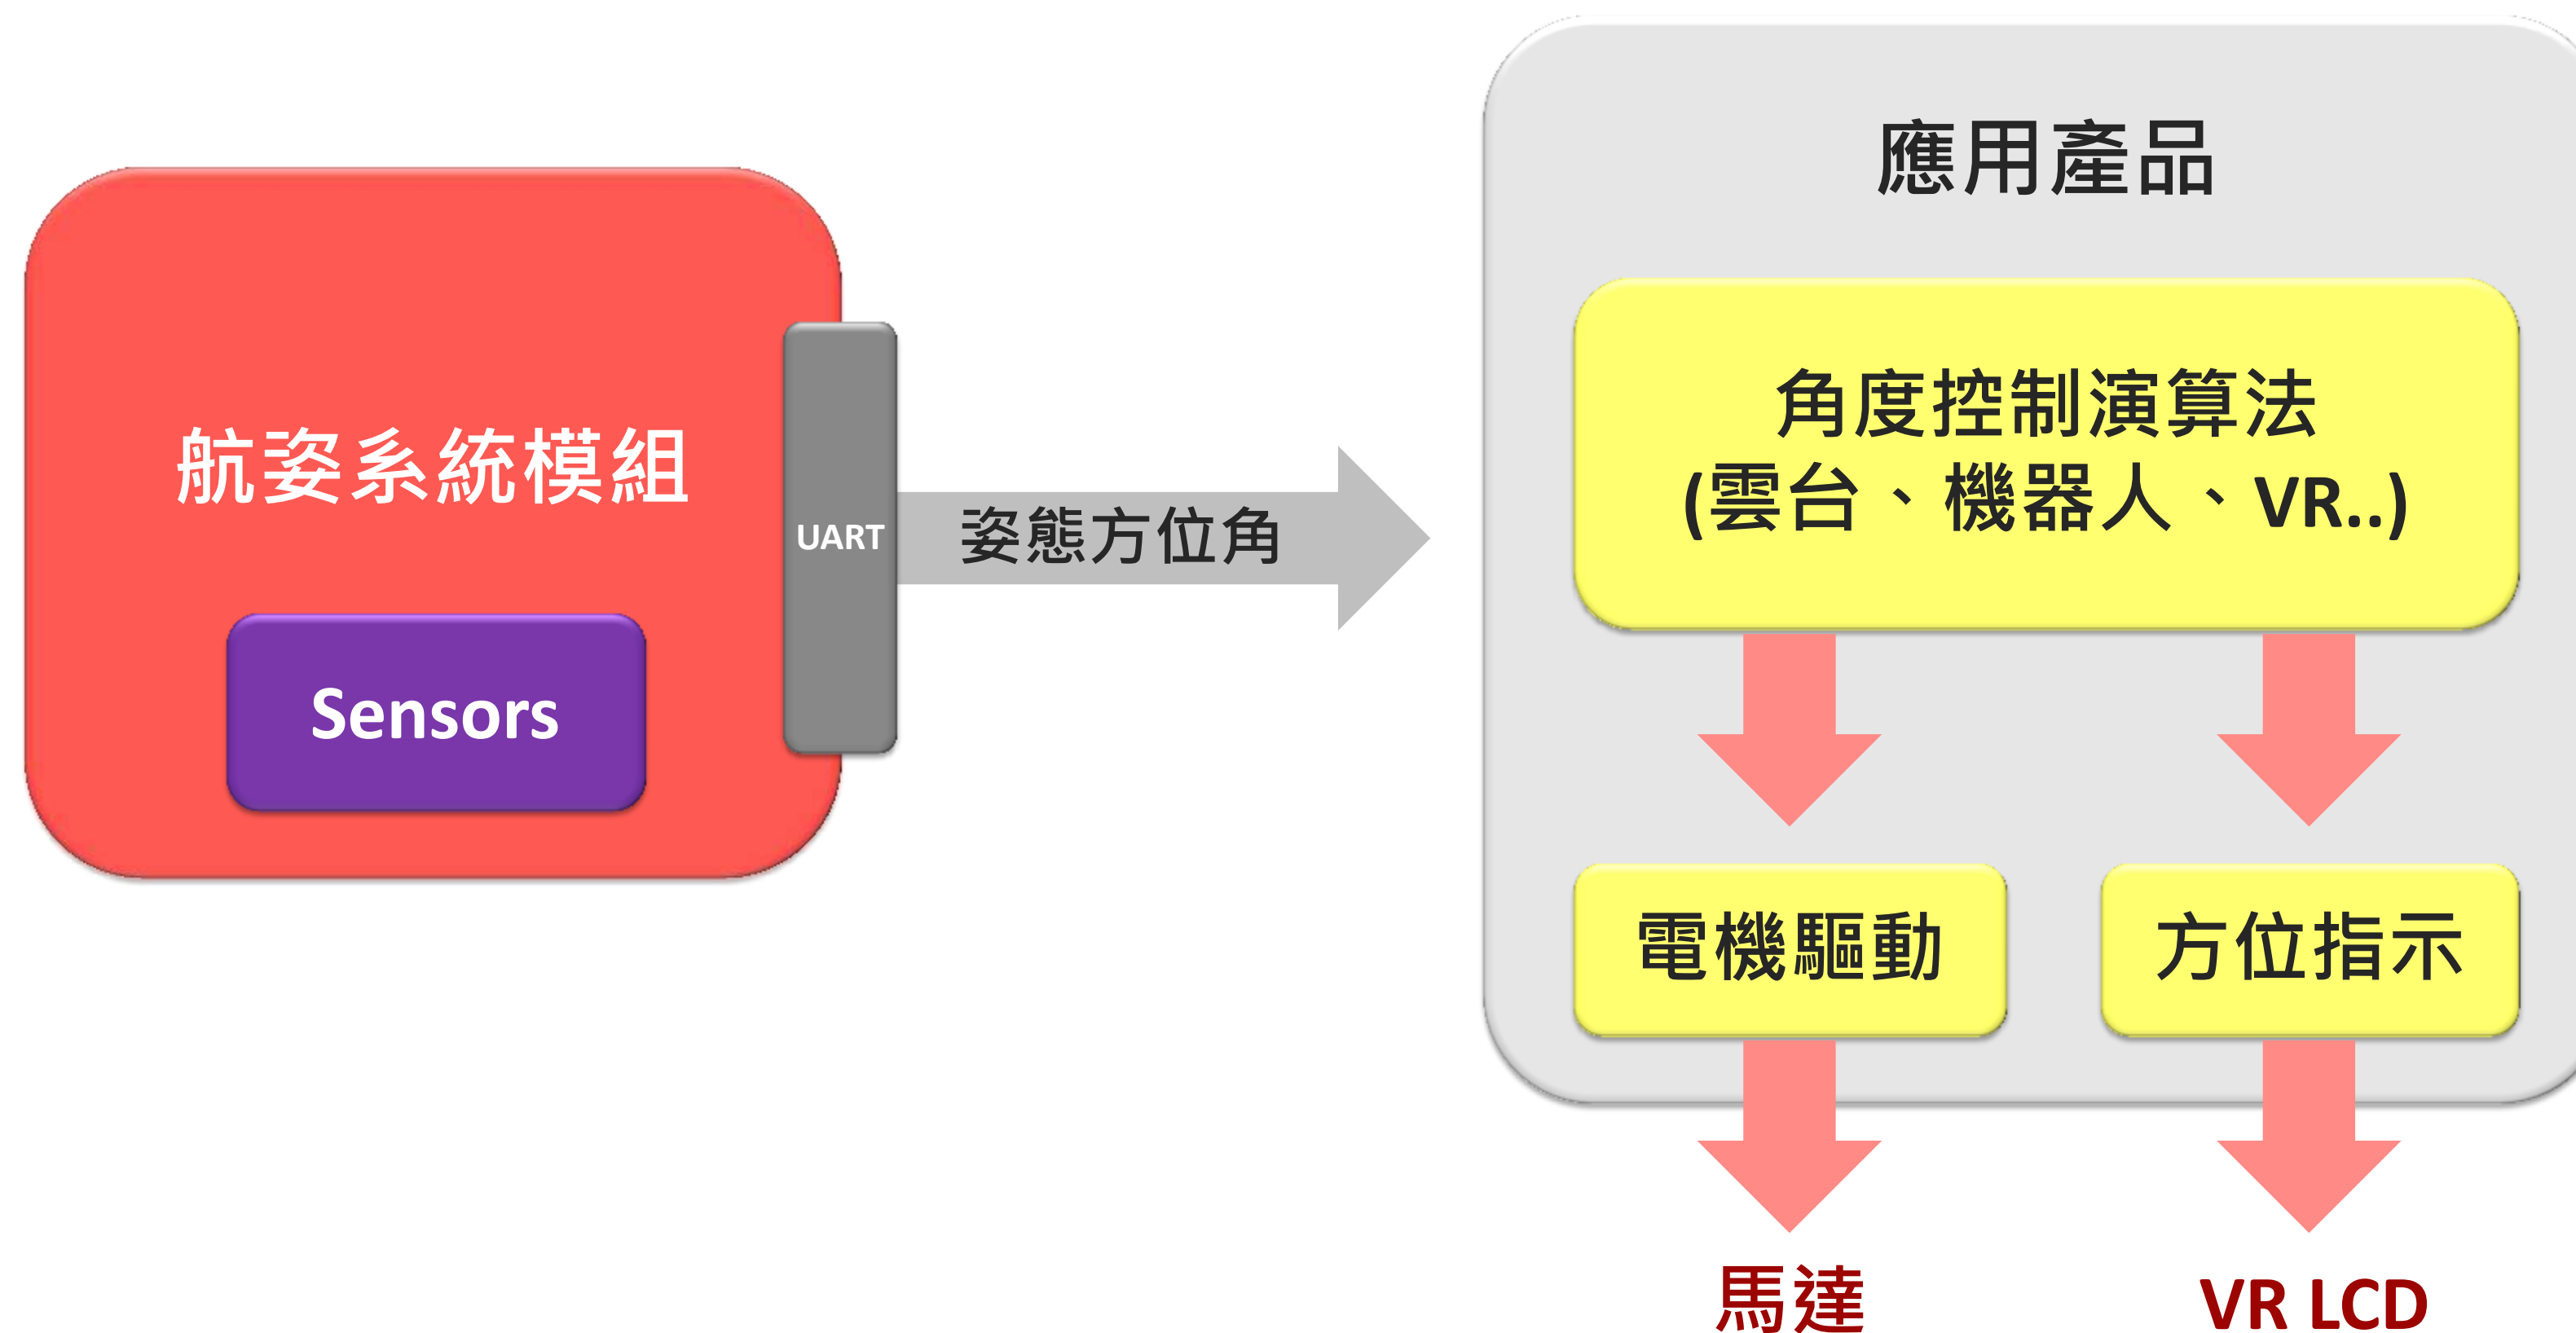 航姿系統模組
Sensors
UART
姿態方位角
應用產品
角度控制演算法
(雲台、機器人、VR..)
電機驅動
方位指示
馬達
VR LCD